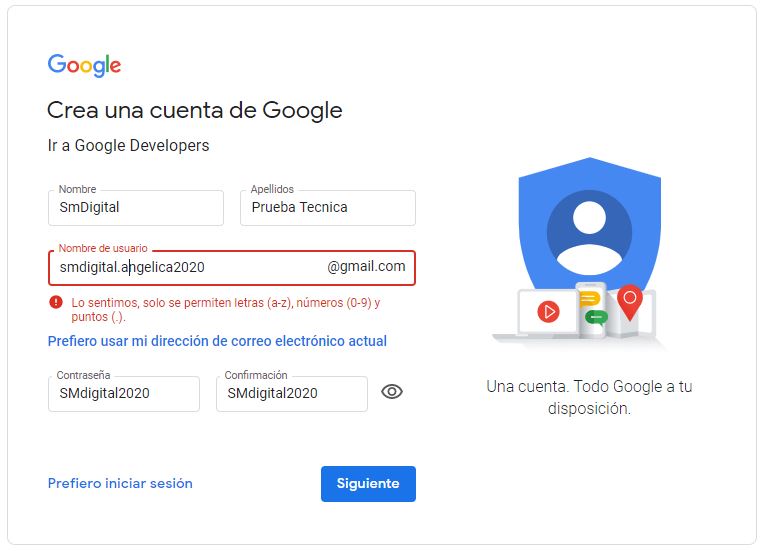 Google
Crea una cuenta de Google
Ir a Google Developers
Nombre
SmDigital
Apellidos
Prueba Tecnica
Nombre de usuario
smdigital.angelica2020
@gmail.com
Lo sentimos, solo se permiten letras (a-z), números (0-9) y
puntos (.).
Prefiero usar mi dirección de correo electrónico actual
Contraseña
SMdigital2020
Confirmación
SMdigital2020
Prefiero iniciar sesión
Siguiente
Una cuenta. Todo Google a tu
disposición.